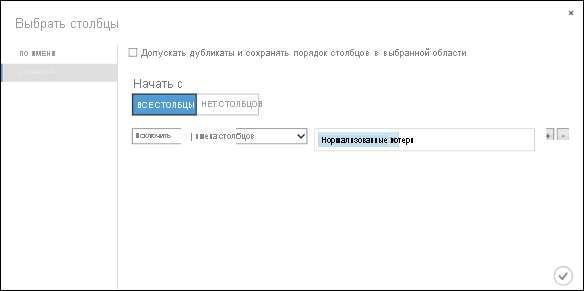 Выбрать столбцы
ПО ИМЕНИ
Допускать дубликаты и сохранять порядок столбцов в выбранной области
Начать с
ВСЕ СТОЛБЦЫ НЕТ СТОЛБЦОВ
Исключить имена столбцов Нормализованные потери